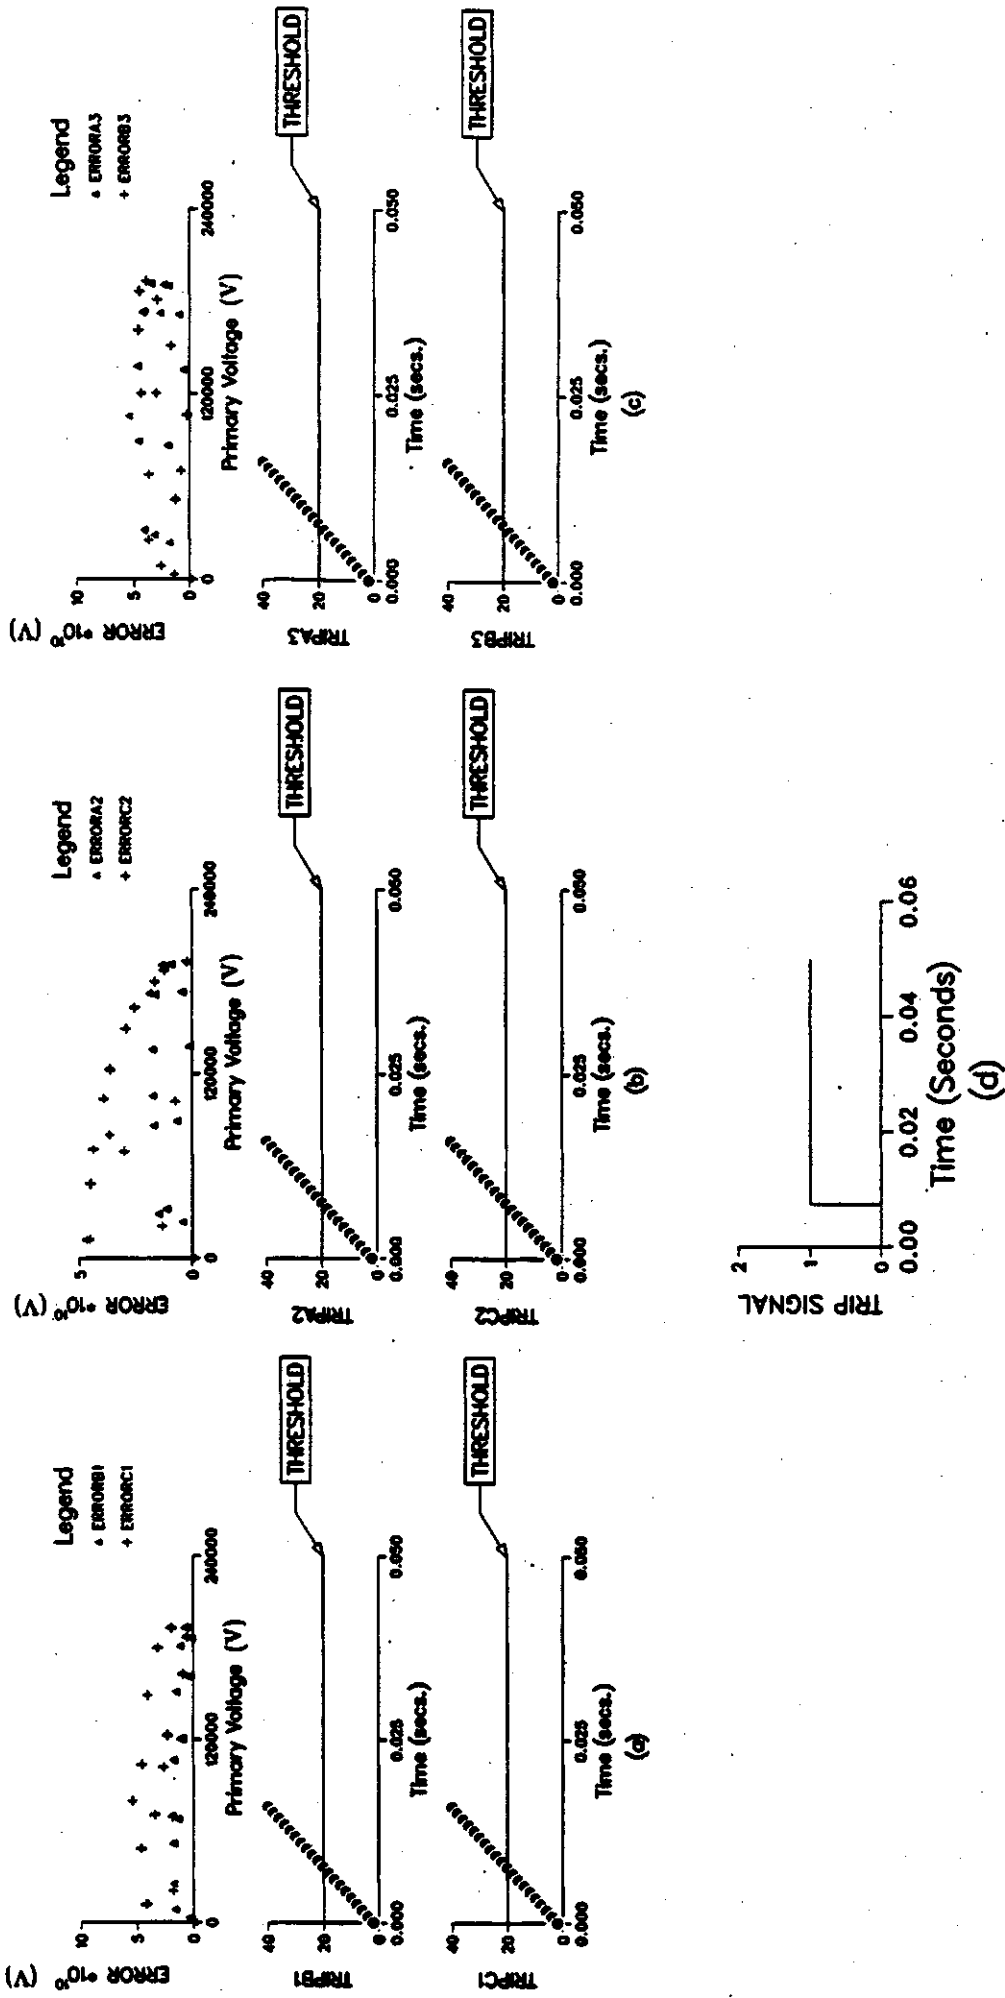 Legend
▵ ERRORB1
+ ERRORC1
ERROR *10¹⁰ (V)
10
5
0
0
120000
240000
Primary Voltage (V)
THRESHOLD
TRIPB1
40
20
0
0.000
0.025
0.050
Time (secs.)
THRESHOLD
TRIPC1
40
20
0
0.000
0.025
0.050
Time (secs.)
(a)
Legend
▵ ERRORA2
+ ERRORC2
ERROR *10¹⁰ (V)
5
0
0
120000
240000
Primary Voltage (V)
THRESHOLD
TRIPA2
40
20
0
0.000
0.025
0.050
Time (secs.)
THRESHOLD
TRIPC2
40
20
0
0.000
0.025
0.050
Time (secs.)
(b)
Legend
▵ ERRORA3
+ ERRORB3
ERROR *10¹⁰ (V)
10
5
0
0
120000
240000
Primary Voltage (V)
THRESHOLD
TRIPA3
40
20
0
0.000
0.025
0.050
Time (secs.)
THRESHOLD
TRIPB3
40
20
0
0.000
0.025
0.050
Time (secs.)
(c)
TRIP SIGNAL
2
1
0
0.00
0.02
0.04
0.06
Time (Seconds)
(d)